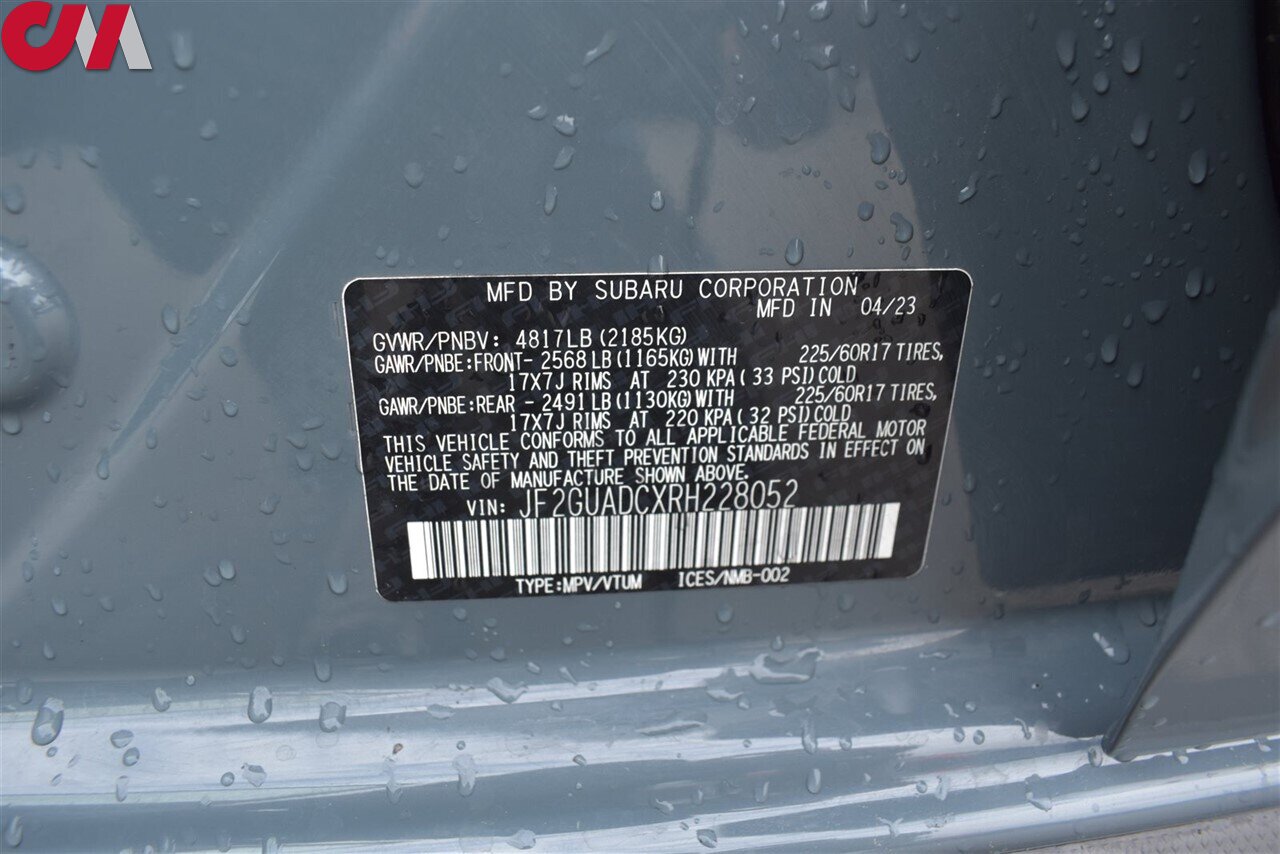 CM
MFD BY SUBARU CORPORATION
MFD IN 04/23
GVWR/PNBV: 4817LB (2185KG)
GAWR/PNBE:FRONT- 2568 LB (1165KG) WITH 225/60R17 TIRES,
17X7J RIMS AT 230 KPA ( 33 PSI) COLD
GAWR/PNBE:REAR - 2491 LB (1130KG) WITH 225/60R17 TIRES,
17X7J RIMS AT 220 KPA ( 32 PSI) COLD
THIS VEHICLE CONFORMS TO ALL APPLICABLE FEDERAL MOTOR
VEHICLE SAFETY AND THEFT PREVENTION STANDARDS IN EFFECT ON
THE DATE OF MANUFACTURE SHOWN ABOVE.
VIN: JF2GUADCXRH228052
TYPE:MPV/VTUM ICES/NMB-002